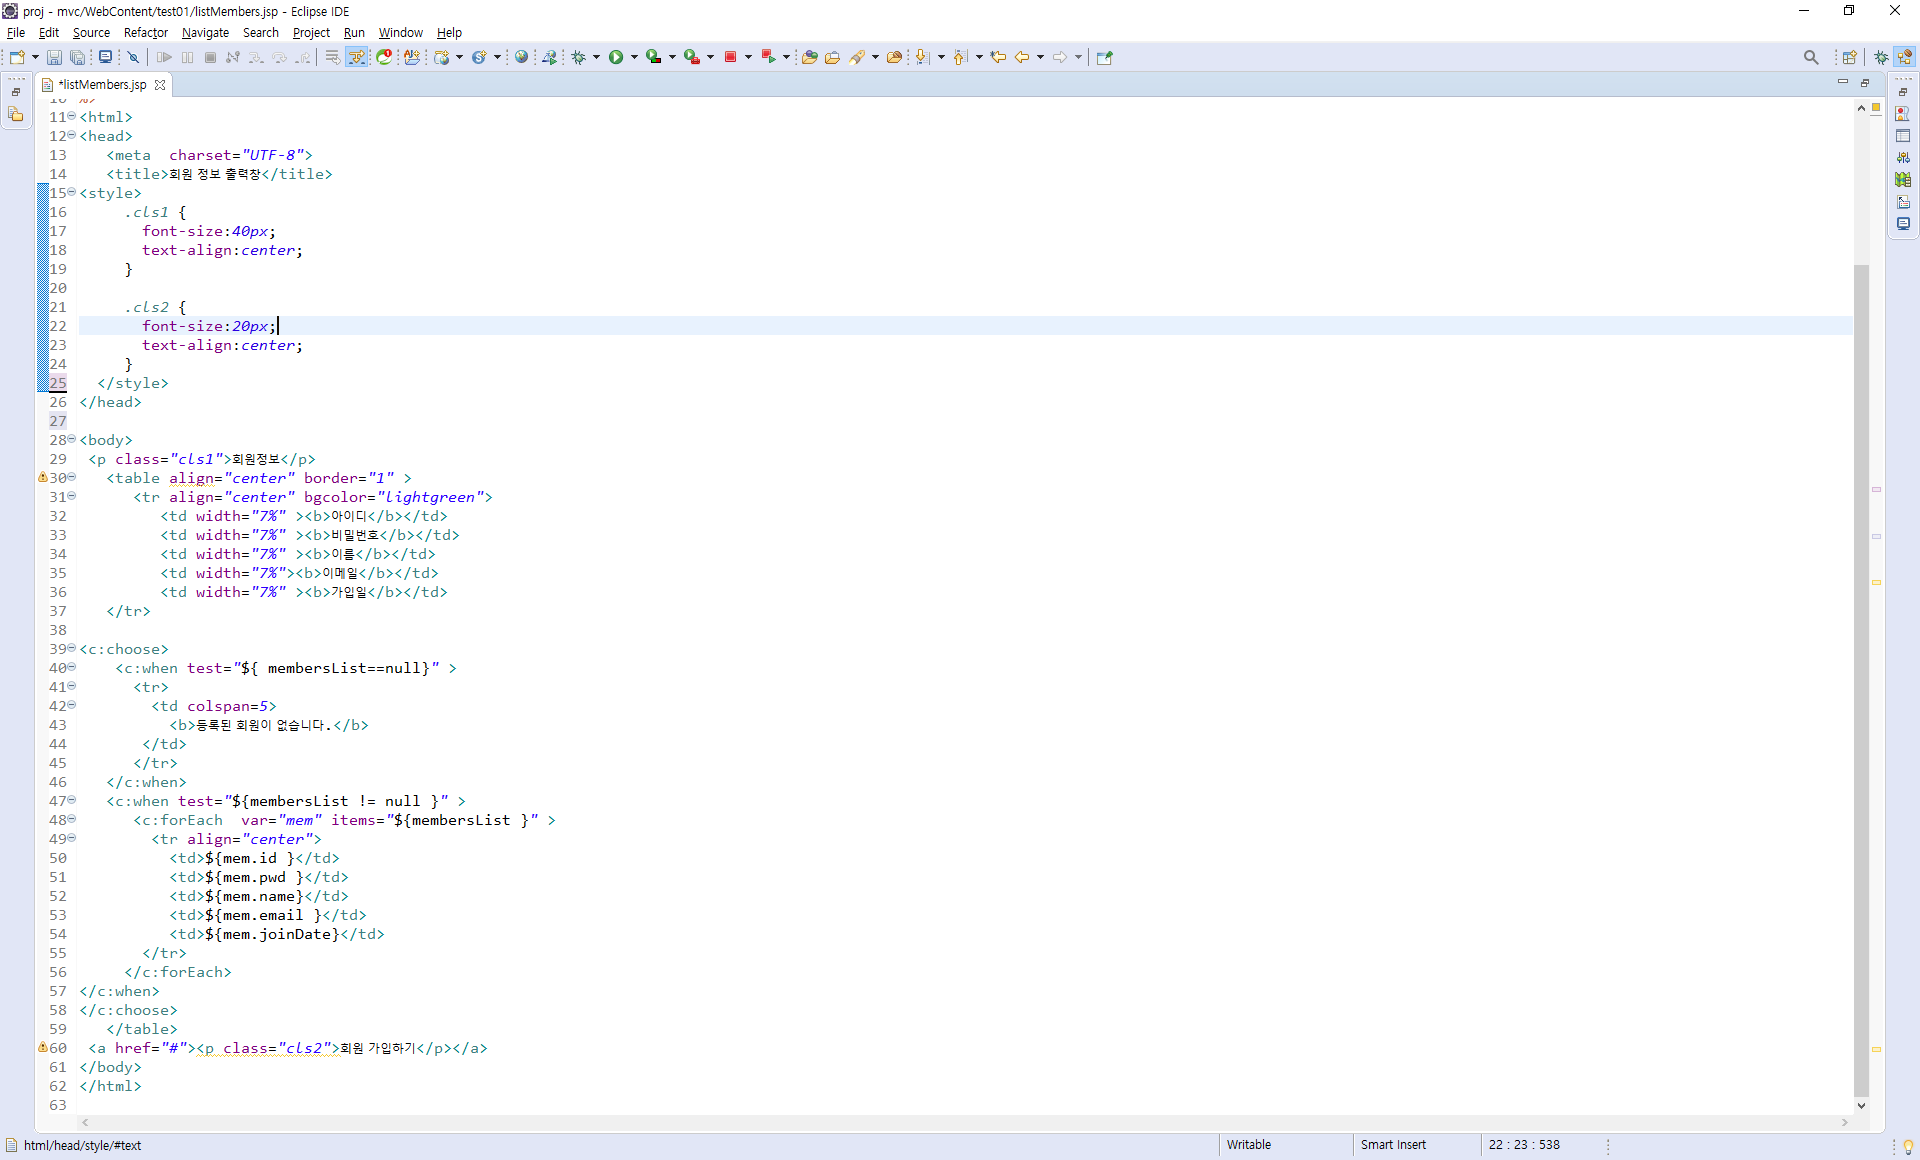 proj - mvc/WebContent/test01/listMembers.jsp - Eclipse IDE
File Edit Source Refactor Navigate Search Project Run Window Help
*listMembers.jsp
10 %>
11 <html>
12 <head>
13    <meta  charset="UTF-8">
14    <title>회원 정보 출력창</title>
15 <style>
16      .cls1 {
17        font-size:40px;
18        text-align:center;
19      }
20
21      .cls2 {
22        font-size:20px;
23        text-align:center;
24      }
25   </style>
26 </head>
27
28 <body>
29  <p class="cls1">회원정보</p>
30    <table align="center" border="1" >
31       <tr align="center" bgcolor="lightgreen">
32          <td width="7%" ><b>아이디</b></td>
33          <td width="7%" ><b>비밀번호</b></td>
34          <td width="7%" ><b>이름</b></td>
35          <td width="7%"><b>이메일</b></td>
36          <td width="7%" ><b>가입일</b></td>
37    </tr>
38
39 <c:choose>
40     <c:when test="${ membersList==null}" >
41       <tr>
42         <td colspan=5>
43           <b>등록된 회원이 없습니다.</b>
44        </td>
45       </tr>
46    </c:when>
47    <c:when test="${membersList != null }" >
48       <c:forEach  var="mem" items="${membersList }" >
49         <tr align="center">
50           <td>${mem.id }</td>
51           <td>${mem.pwd }</td>
52           <td>${mem.name}</td>
53           <td>${mem.email }</td>
54           <td>${mem.joinDate}</td>
55        </tr>
56      </c:forEach>
57 </c:when>
58 </c:choose>
59    </table>
60  <a href="#"><p class="cls2">회원 가입하기</p></a>
61 </body>
62 </html>
63
html/head/style/#text Writable Smart Insert 22 : 23 : 538